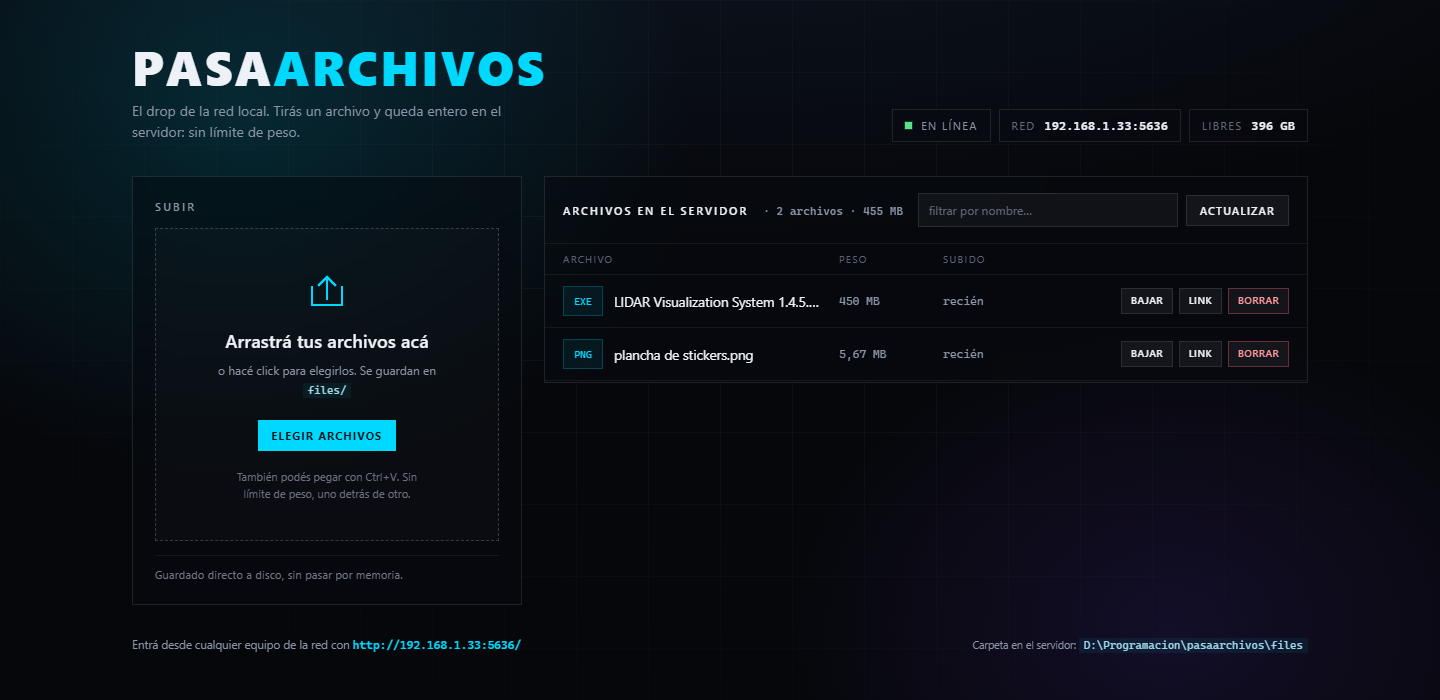 PASAARCHIVOS
El drop de la red local. Tirás un archivo y queda entero en el
servidor: sin límite de peso.
EN LÍNEA
RED 192.168.1.33:5636
LIBRES 396 GB
SUBIR
Arrastrá tus archivos acá
o hacé click para elegirlos. Se guardan en
files/
ELEGIR ARCHIVOS
También podés pegar con Ctrl+V. Sin
límite de peso, uno detrás de otro.
Guardado directo a disco, sin pasar por memoria.
ARCHIVOS EN EL SERVIDOR · 2 archivos · 455 MB
filtrar por nombre...
ACTUALIZAR
ARCHIVO PESO SUBIDO
EXE LIDAR Visualization System 1.4.5.... 450 MB recién BAJAR LINK BORRAR
PNG plancha de stickers.png 5,67 MB recién BAJAR LINK BORRAR
Entrá desde cualquier equipo de la red con http://192.168.1.33:5636/
Carpeta en el servidor: D:\Programacion\pasaarchivos\files